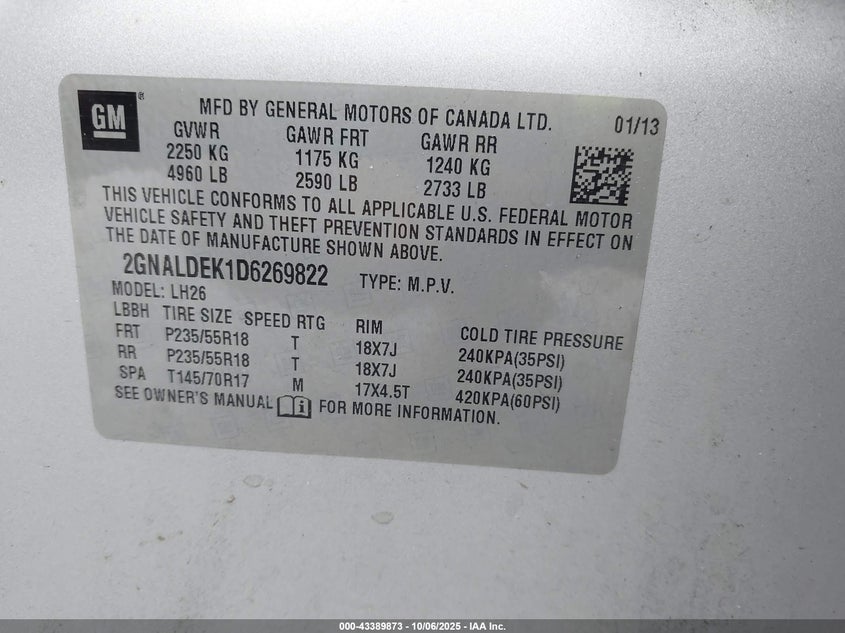 GM®
MFD BY GENERAL MOTORS OF CANADA LTD. 01/13
GVWR GAWR FRT GAWR RR
2250 KG 1175 KG 1240 KG
4960 LB 2590 LB 2733 LB
THIS VEHICLE CONFORMS TO ALL APPLICABLE U.S. FEDERAL MOTOR
VEHICLE SAFETY AND THEFT PREVENTION STANDARDS IN EFFECT ON
THE DATE OF MANUFACTURE SHOWN ABOVE.
2GNALDEK1D6269822 TYPE: M.P.V.
MODEL: LH26
LBBH TIRE SIZE SPEED RTG RIM COLD TIRE PRESSURE
FRT P235/55R18 T 18X7J 240KPA(35PSI)
RR P235/55R18 T 18X7J 240KPA(35PSI)
SPA T145/70R17 M 17X4.5T 420KPA(60PSI)
SEE OWNER'S MANUAL FOR MORE INFORMATION.
000-43389873 - 10/06/2025 - IAA Inc.